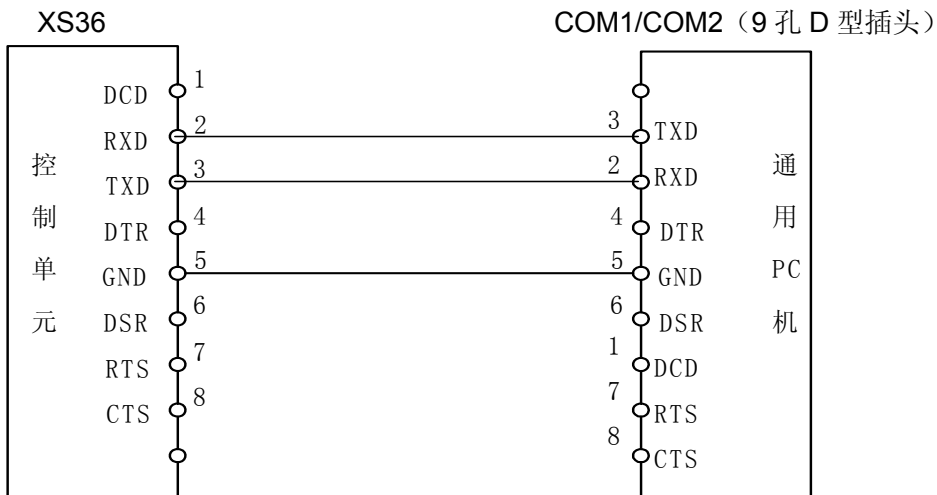 XS36
COM1/COM2（9 孔 D 型插头）
控制单元
DCD 1
RXD 2
TXD 3
DTR 4
GND 5
DSR 6
RTS 7
CTS 8
3 TXD
2 RXD
4 DTR
5 GND
6 DSR
1 DCD
7 RTS
8 CTS
通用PC机